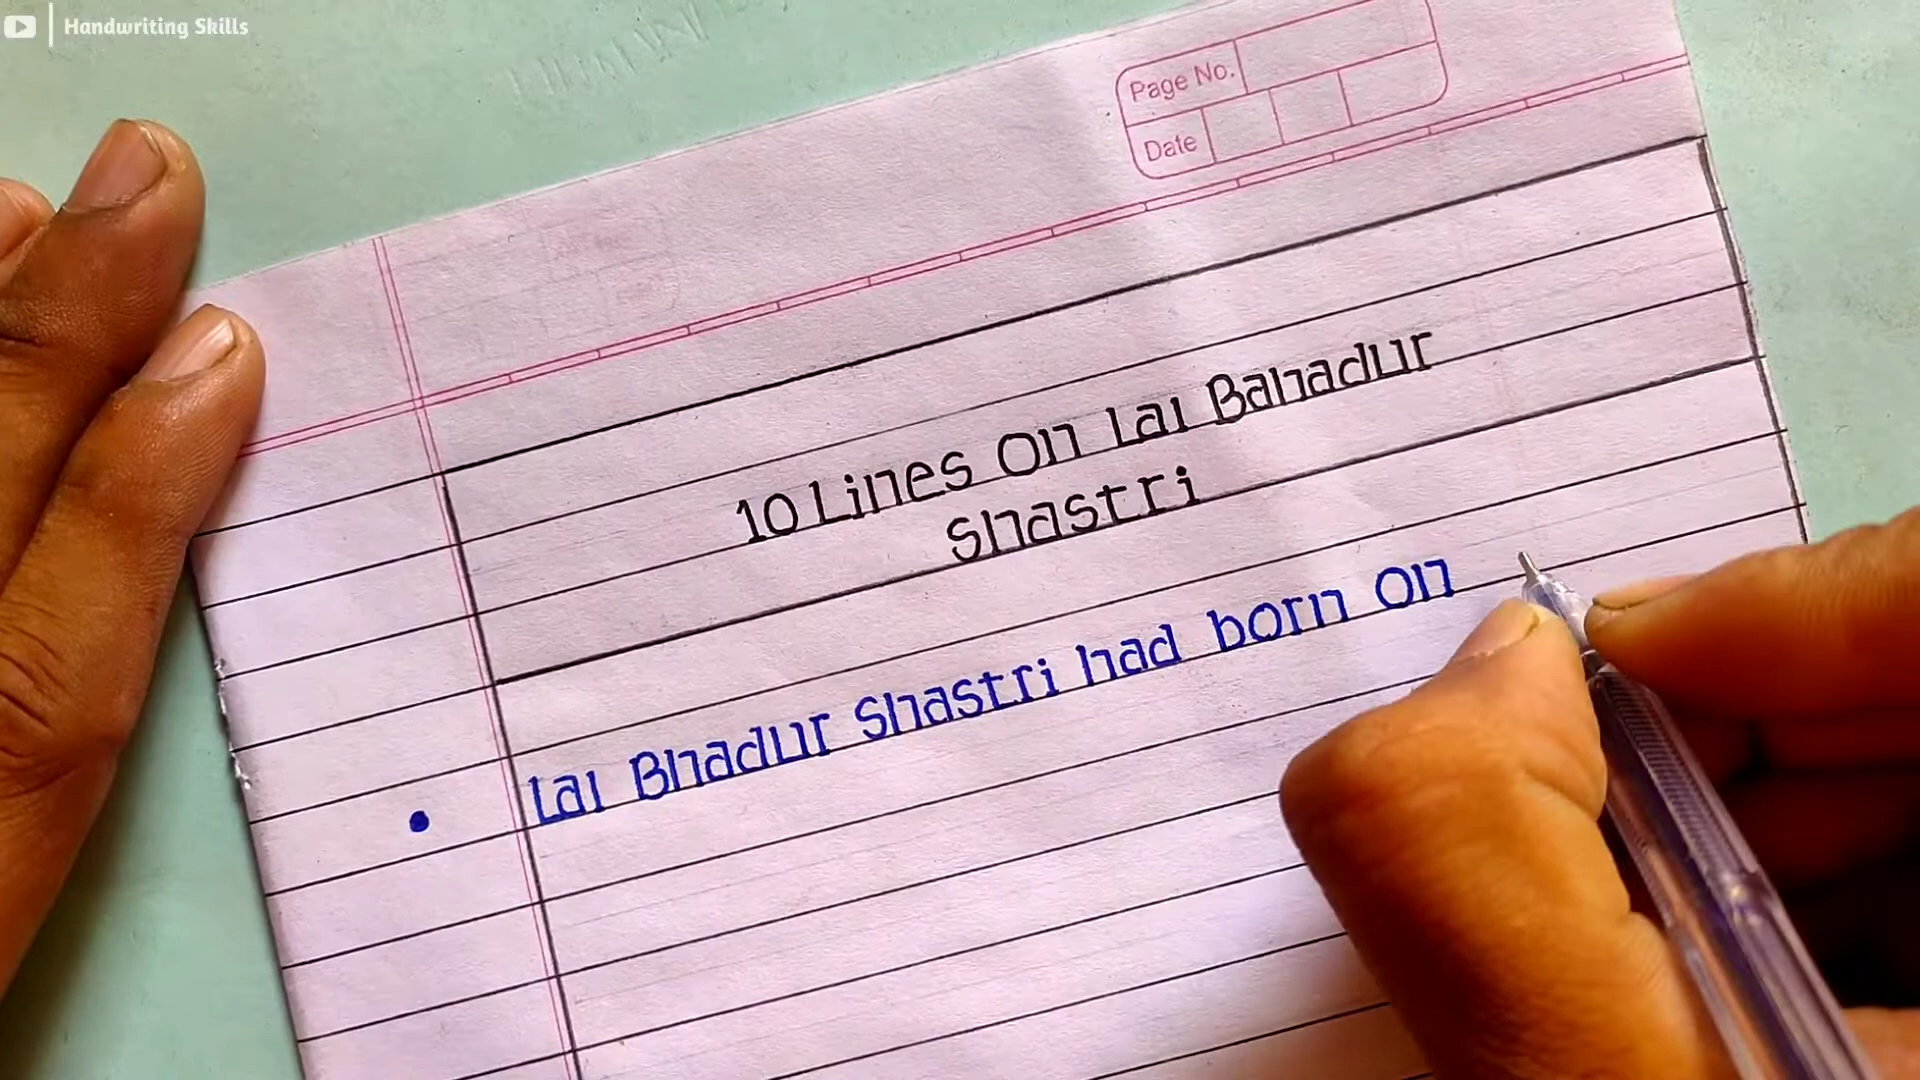 Handwriting Skills
Page No.
Date
10 Lines On Lal Bahadur
Shastri
• Lal Bhadur Shastri had born On